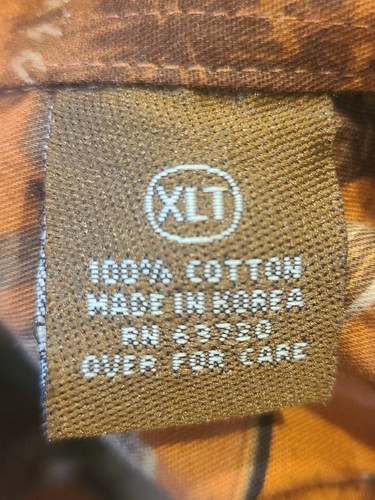 XLT
100% COTTON
MADE IN KOREA
RN 63720
OVER FOR CARE